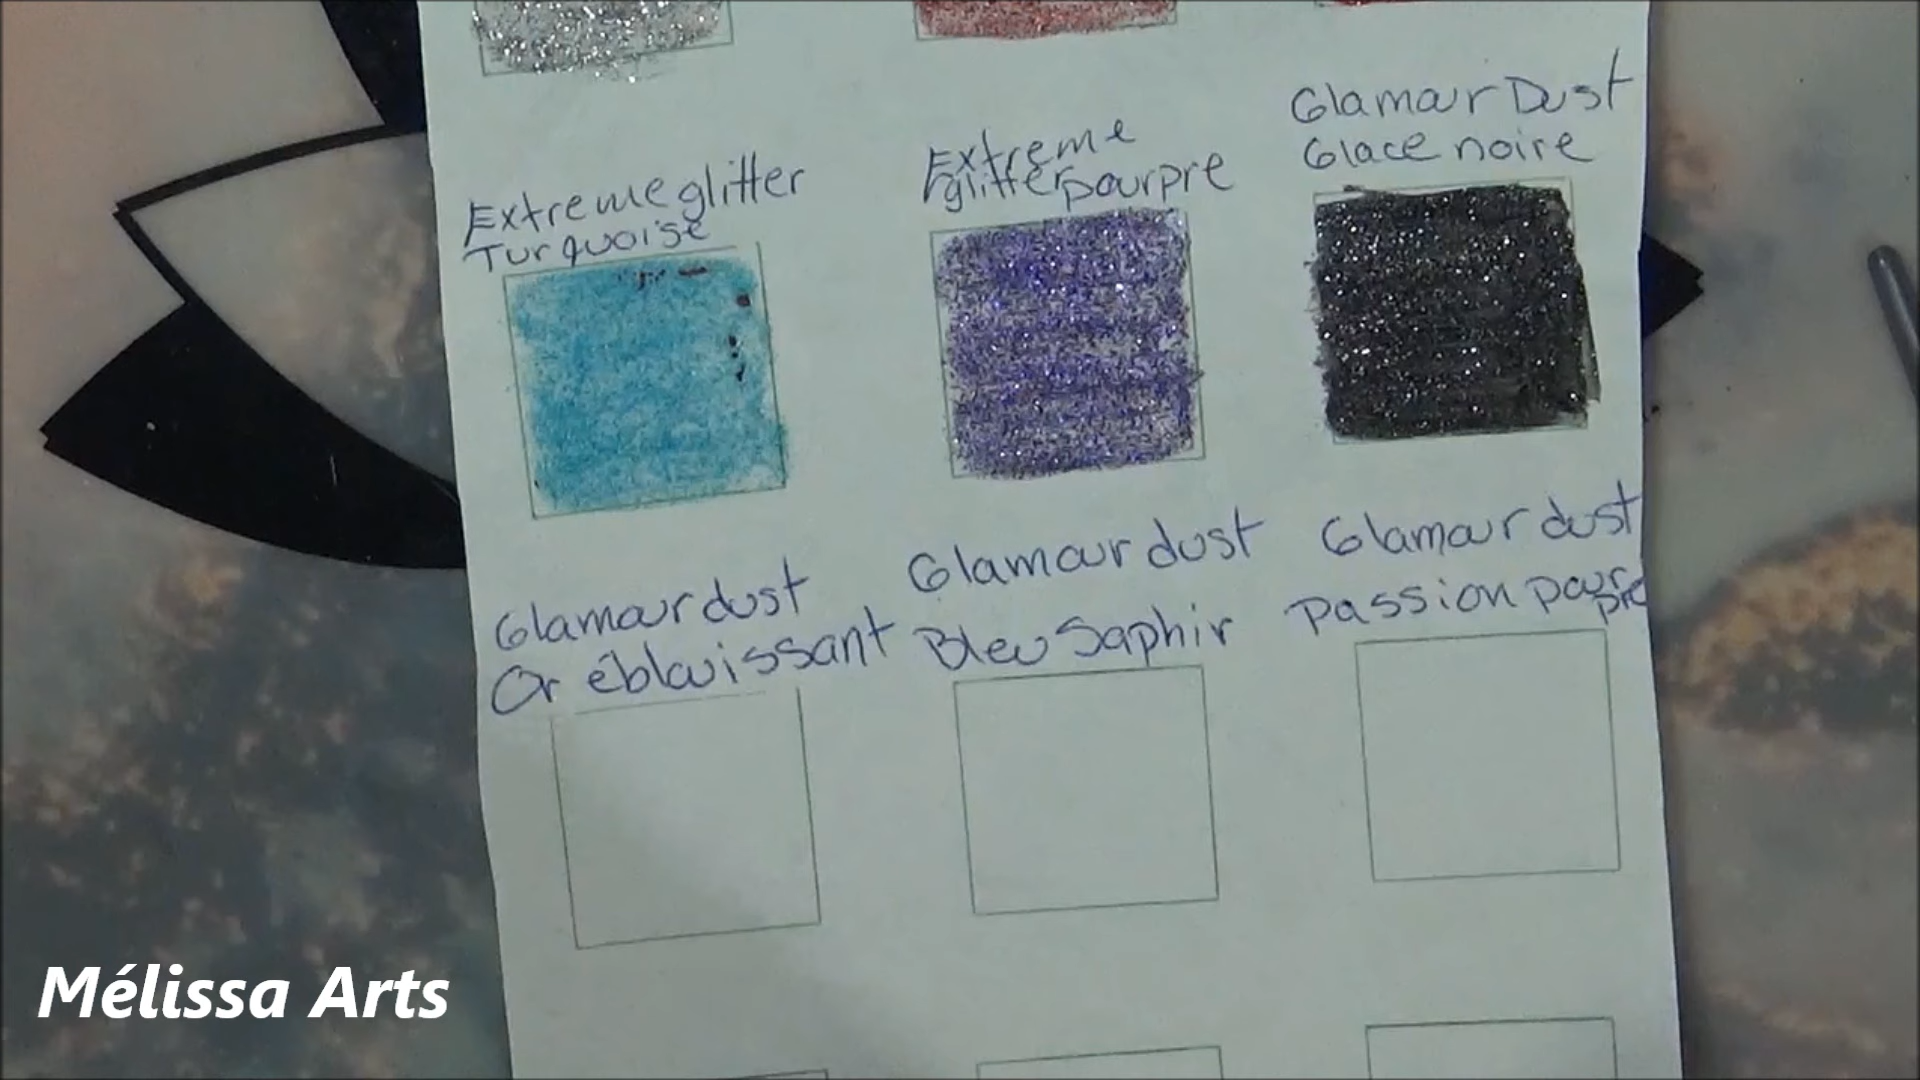 Extreme glitter
Turquoise
Extreme
glitter pourpre
Glamour Dust
Glace noire
Glamour dust
Or éblouissant
Glamour dust
Bleu Saphir
Glamour dust
Passion pourpre
Mélissa Arts